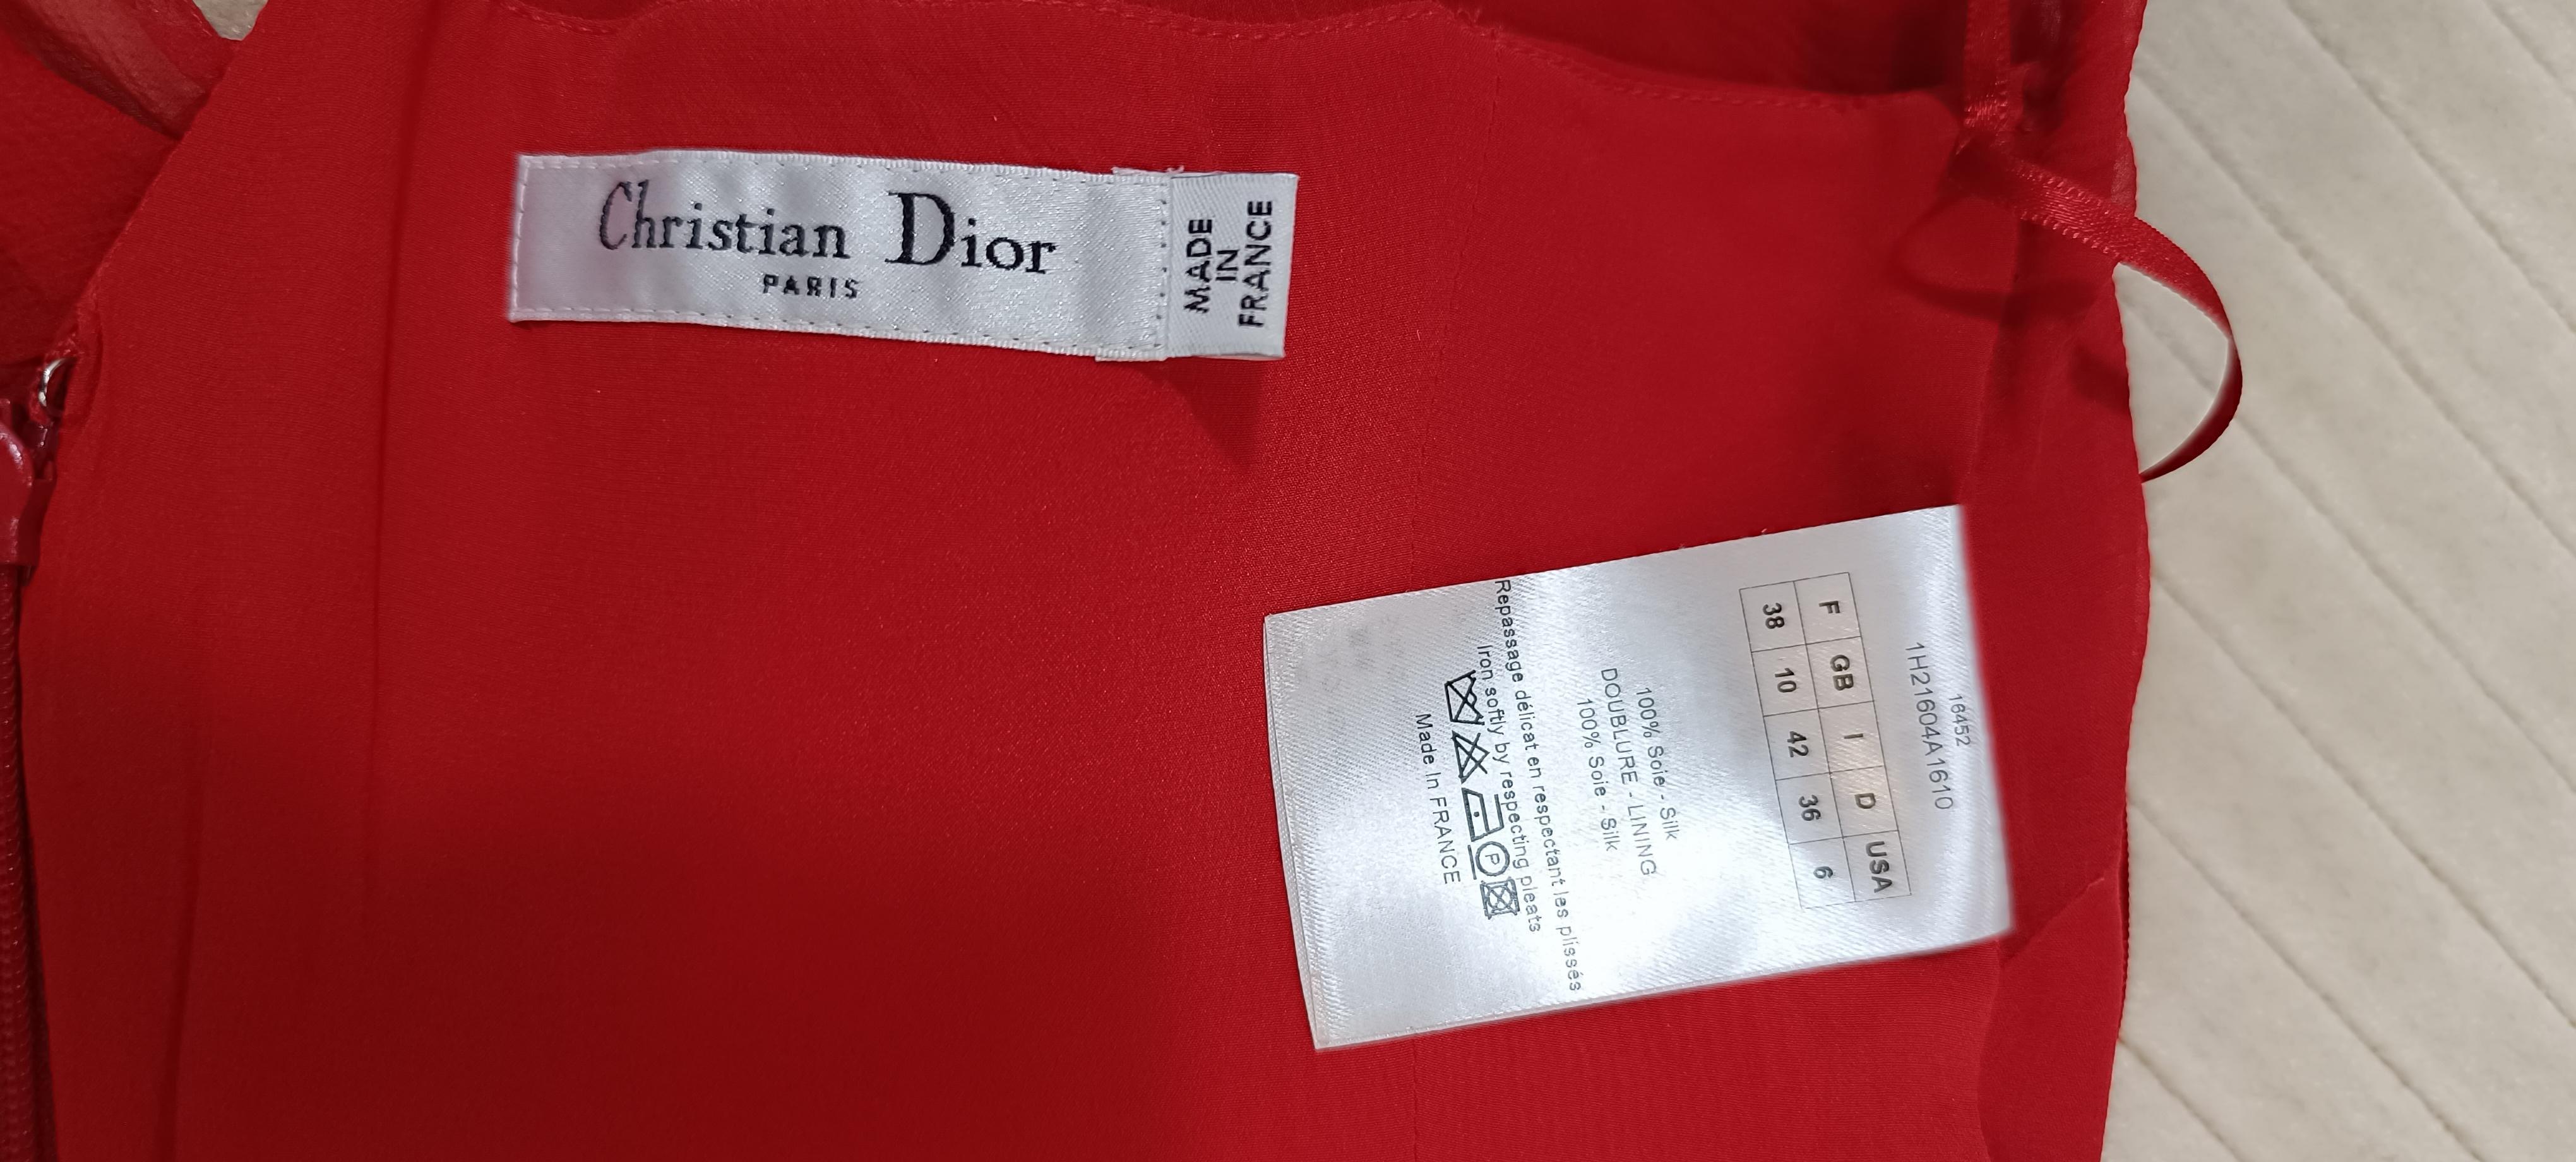 Christian Dior
PARIS
MADE
IN
FRANCE
16452
1H21604A1610
F GB I D USA
38 10 42 36 6
100% Soie - Silk
DOUBLURE - LINING
100% Soie - Silk
Repassage délicat en respectant les plissés
Iron softly by respecting pleats
P
Made In FRANCE